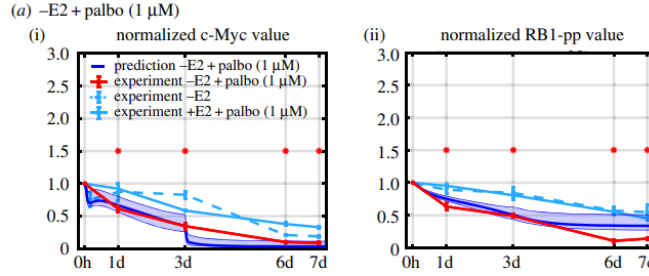 (a) –E2 + palbo (1 μM)
(i) normalized c-Myc value
3.0
2.5
2.0
1.5
1.0
0.5
0
0h 1d 3d 6d 7d
prediction –E2 + palbo (1 μM)
experiment –E2 + palbo (1 μM)
experiment –E2
experiment +E2 + palbo (1 μM)
(ii) normalized RB1-pp value
3.0
2.5
2.0
1.5
1.0
0.5
0
0h 1d 3d 6d 7d